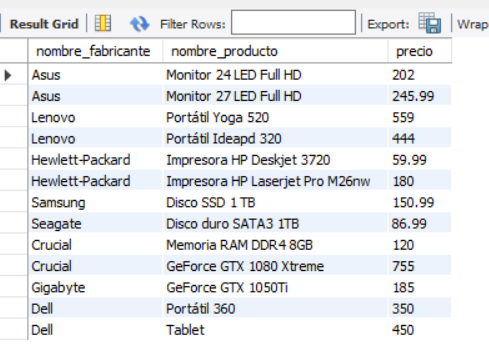 Result Grid Filter Rows: Export: Wrap
nombre_fabricante nombre_producto precio
Asus Monitor 24 LED Full HD 202
Asus Monitor 27 LED Full HD 245.99
Lenovo Portátil Yoga 520 559
Lenovo Portátil Ideapd 320 444
Hewlett-Packard Impresora HP Deskjet 3720 59.99
Hewlett-Packard Impresora HP Laserjet Pro M26nw 180
Samsung Disco SSD 1 TB 150.99
Seagate Disco duro SATA3 1TB 86.99
Crucial Memoria RAM DDR4 8GB 120
Crucial GeForce GTX 1080 Xtreme 755
Gigabyte GeForce GTX 1050Ti 185
Dell Portátil 360 350
Dell Tablet 450